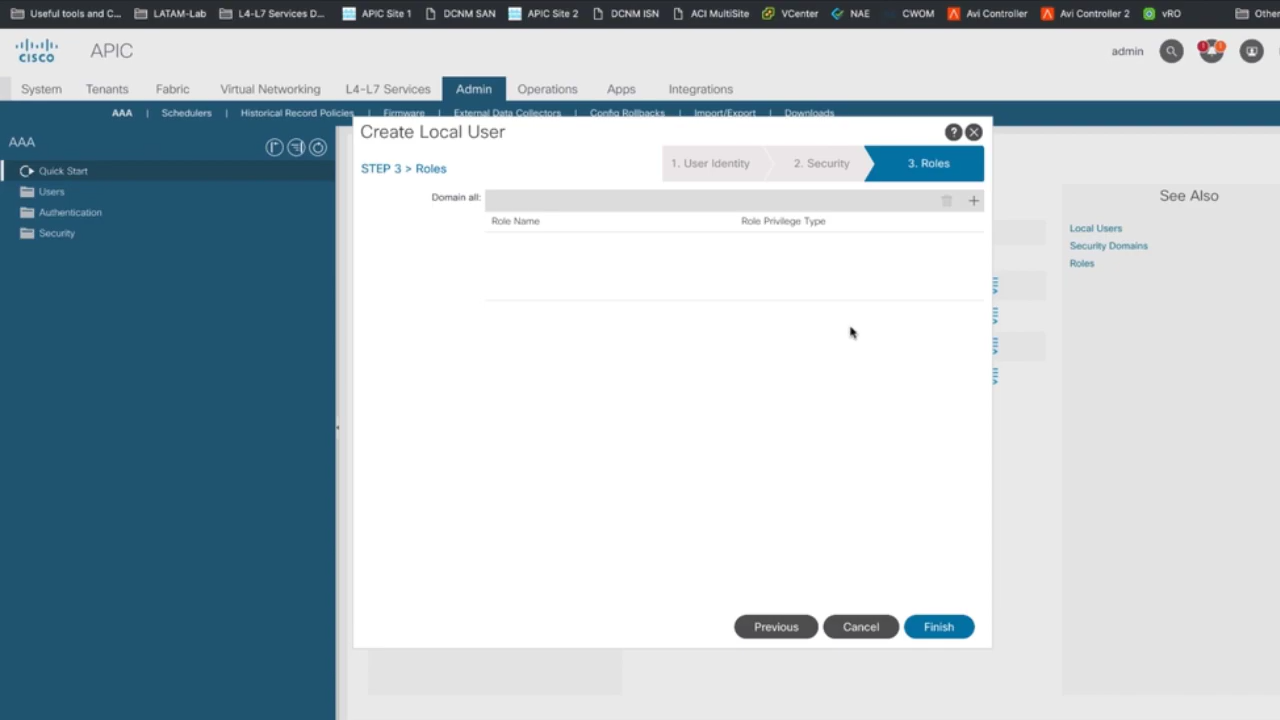 Useful tools and C... LATAM-Lab L4-L7 Services D... APIC Site 1 DCNM SAN APIC Site 2 DCNM ISN ACI MultiSite VCenter NAE CWOM Avi Controller Avi Controller 2 vRO Other
cisco APIC admin
System Tenants Fabric Virtual Networking L4-L7 Services Admin Operations Apps Integrations
AAA | Schedulers | Historical Record Policies | Firmware | External Data Collectors | Config Rollbacks | Import/Export | Downloads
AAA
Quick Start
Users
Authentication
Security
Create Local User
STEP 3 > Roles
1. User Identity 2. Security 3. Roles
Domain all:
Role Name Role Privilege Type
Previous Cancel Finish
See Also
Local Users
Security Domains
Roles